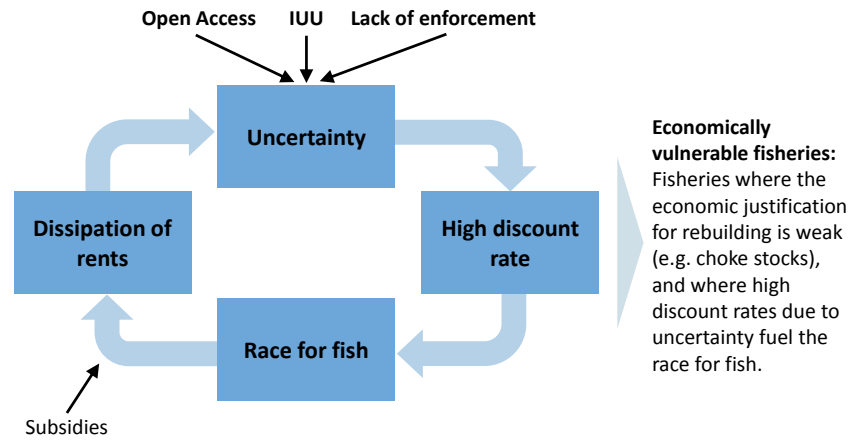 Open Access IUU Lack of enforcement
Uncertainty
Dissipation of
rents
High discount
rate
Race for fish
Subsidies
Economically
vulnerable fisheries:
Fisheries where the
economic justification
for rebuilding is weak
(e.g. choke stocks),
and where high
discount rates due to
uncertainty fuel the
race for fish.